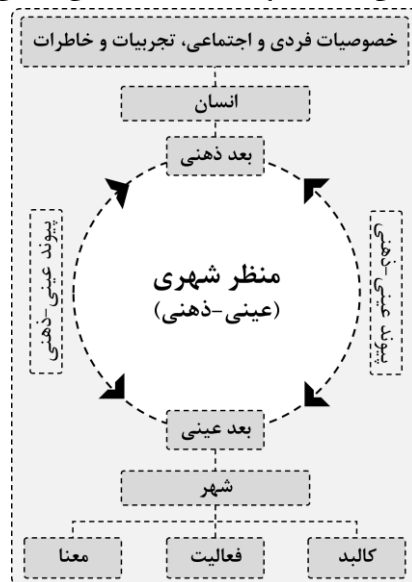 خصوصیات فردی و اجتماعی، تجربیات و خاطرات
انسان
بعد ذهنی
پیوند عینی-ذهنی
منظر شهری
(عینی-ذهنی)
پیوند عینی-ذهنی
بعد عینی
شهر
کالبد
فعالیت
معنا